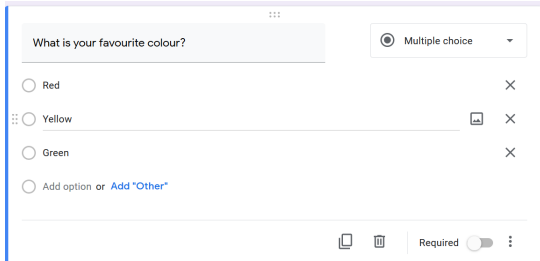 What is your favourite colour?
Multiple choice
Red
Yellow
Green
Add option or Add "Other"
Required